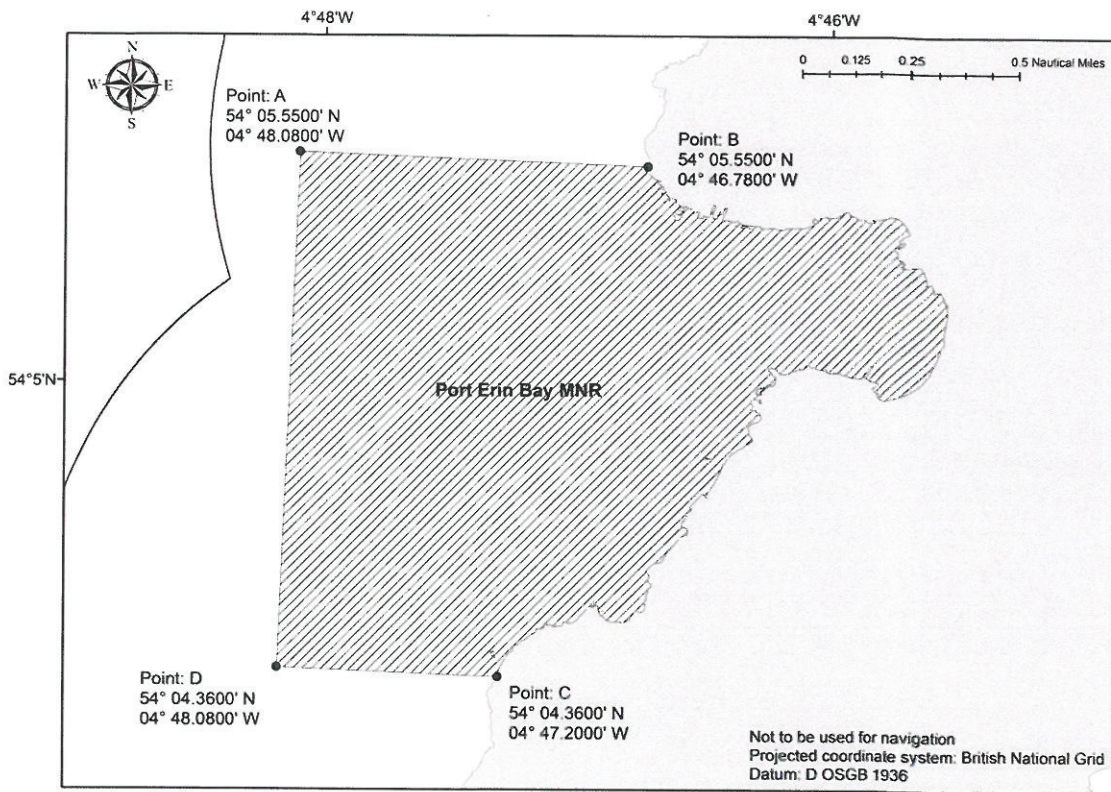 4°48'W
4°46'W
N
W E
S
0 0.125 0.25 0.5 Nautical Miles
Point: A
54° 05.5500' N
04° 48.0800' W
Point: B
54° 05.5500' N
04° 46.7800' W
54°5'N
Port Erin Bay MNR
Point: D
54° 04.3600' N
04° 48.0800' W
Point: C
54° 04.3600' N
04° 47.2000' W
Not to be used for navigation
Projected coordinate system: British National Grid
Datum: D OSGB 1936